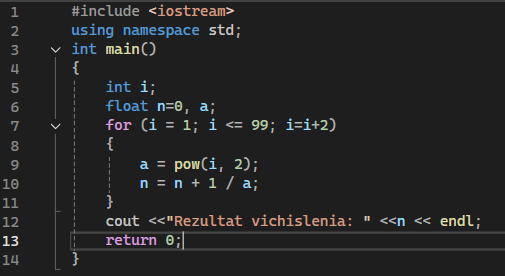 1 #include <iostream>
2 using namespace std;
3 int main()
4 {
5 int i;
6 float n=0, a;
7 for (i = 1; i <= 99; i=i+2)
8 {
9 a = pow(i, 2);
10 n = n + 1 / a;
11 }
12 cout <<"Rezultat vichislenia: " <<n << endl;
13 return 0;
14 }